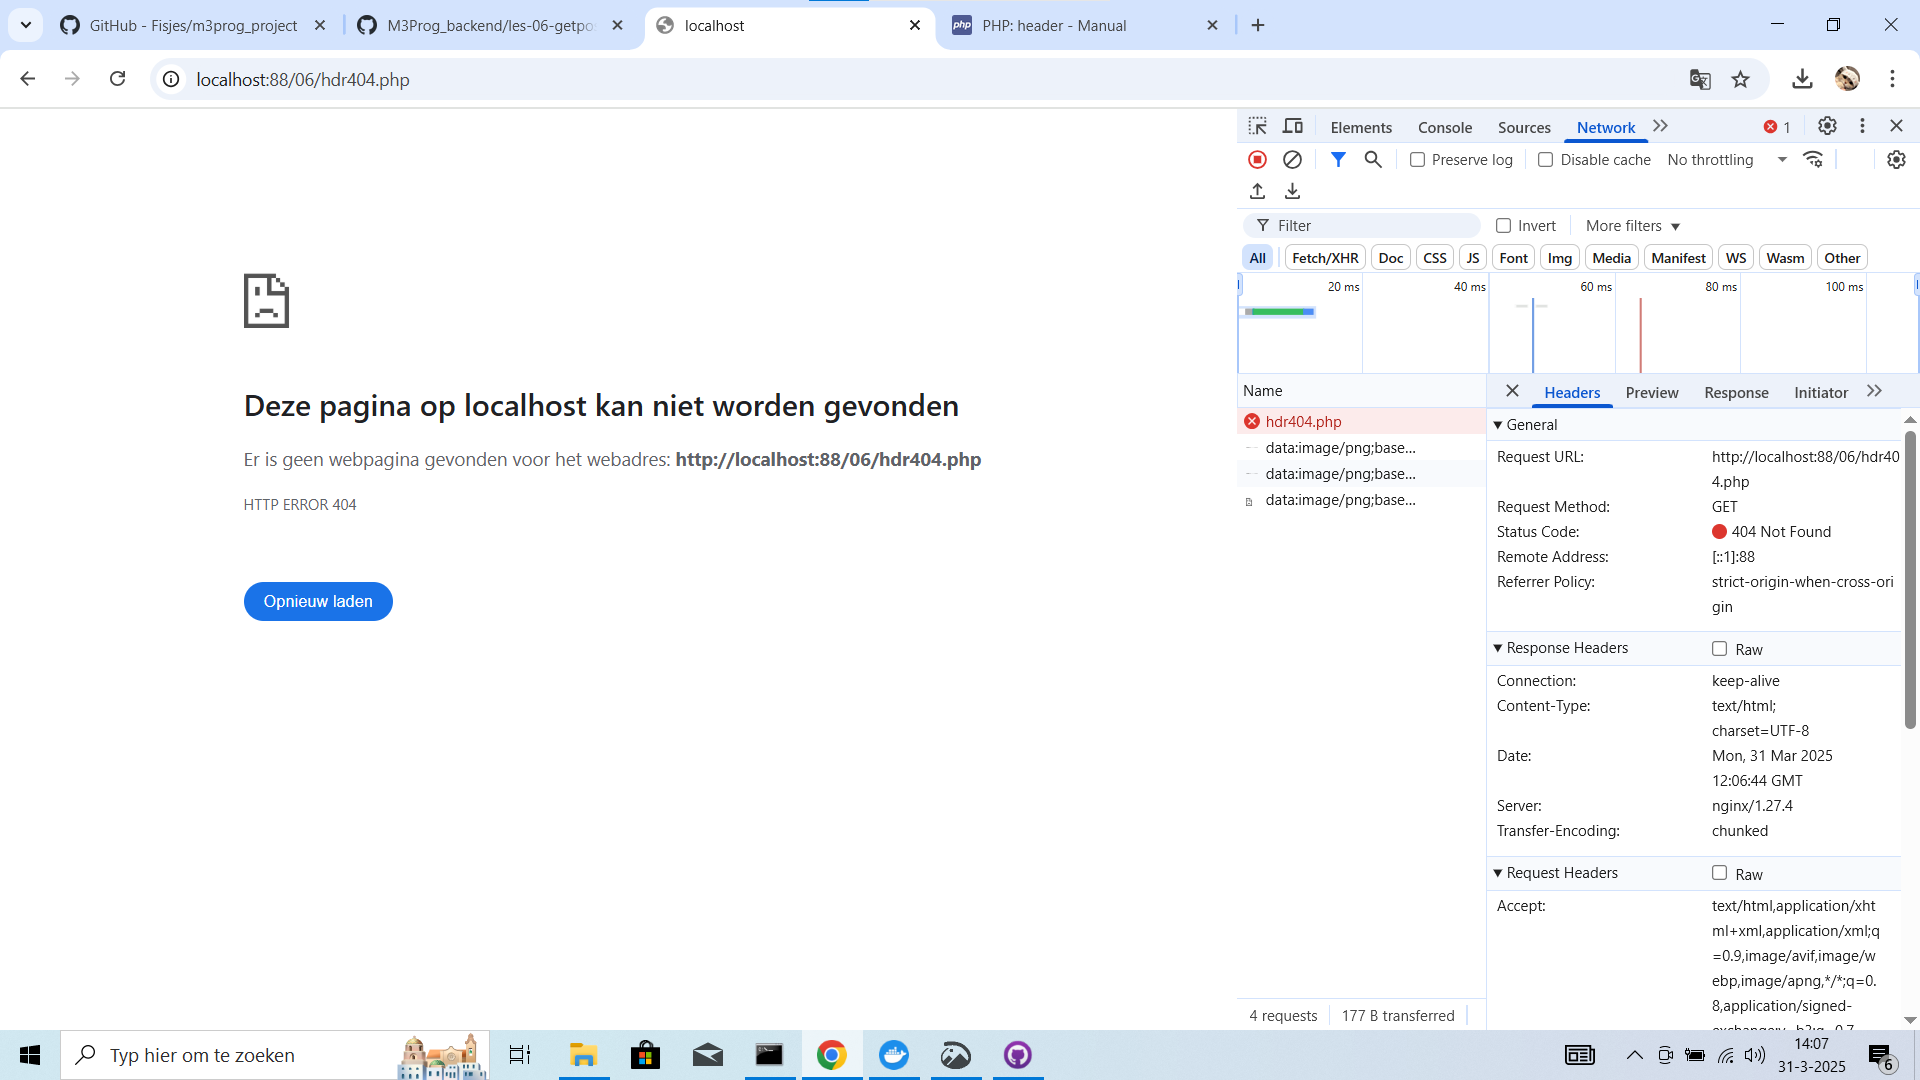 GitHub - Fisjes/m3prog_project
M3Prog_backend/les-06-getpo
localhost
PHP: header - Manual
localhost:88/06/hdr404.php
Deze pagina op localhost kan niet worden gevonden
Er is geen webpagina gevonden voor het webadres: http://localhost:88/06/hdr404.php
HTTP ERROR 404
Opnieuw laden
Elements Console Sources Network 1
Preserve log Disable cache No throttling
Filter Invert More filters
All Fetch/XHR Doc CSS JS Font Img Media Manifest WS Wasm Other
20 ms 40 ms 60 ms 80 ms 100 ms
Name
hdr404.php
data:image/png;base...
data:image/png;base...
data:image/png;base...
4 requests 177 B transferred
Headers Preview Response Initiator
General
Request URL: http://localhost:88/06/hdr40
4.php
Request Method: GET
Status Code: 404 Not Found
Remote Address: [::1]:88
Referrer Policy: strict-origin-when-cross-ori
gin
Response Headers Raw
Connection: keep-alive
Content-Type: text/html;
charset=UTF-8
Date: Mon, 31 Mar 2025
12:06:44 GMT
Server: nginx/1.27.4
Transfer-Encoding: chunked
Request Headers Raw
Accept: text/html,application/xht
ml+xml,application/xml;q
=0.9,image/avif,image/w
ebp,image/apng,*/*;q=0.
8,application/signed-
Typ hier om te zoeken
14:07
31-3-2025
6